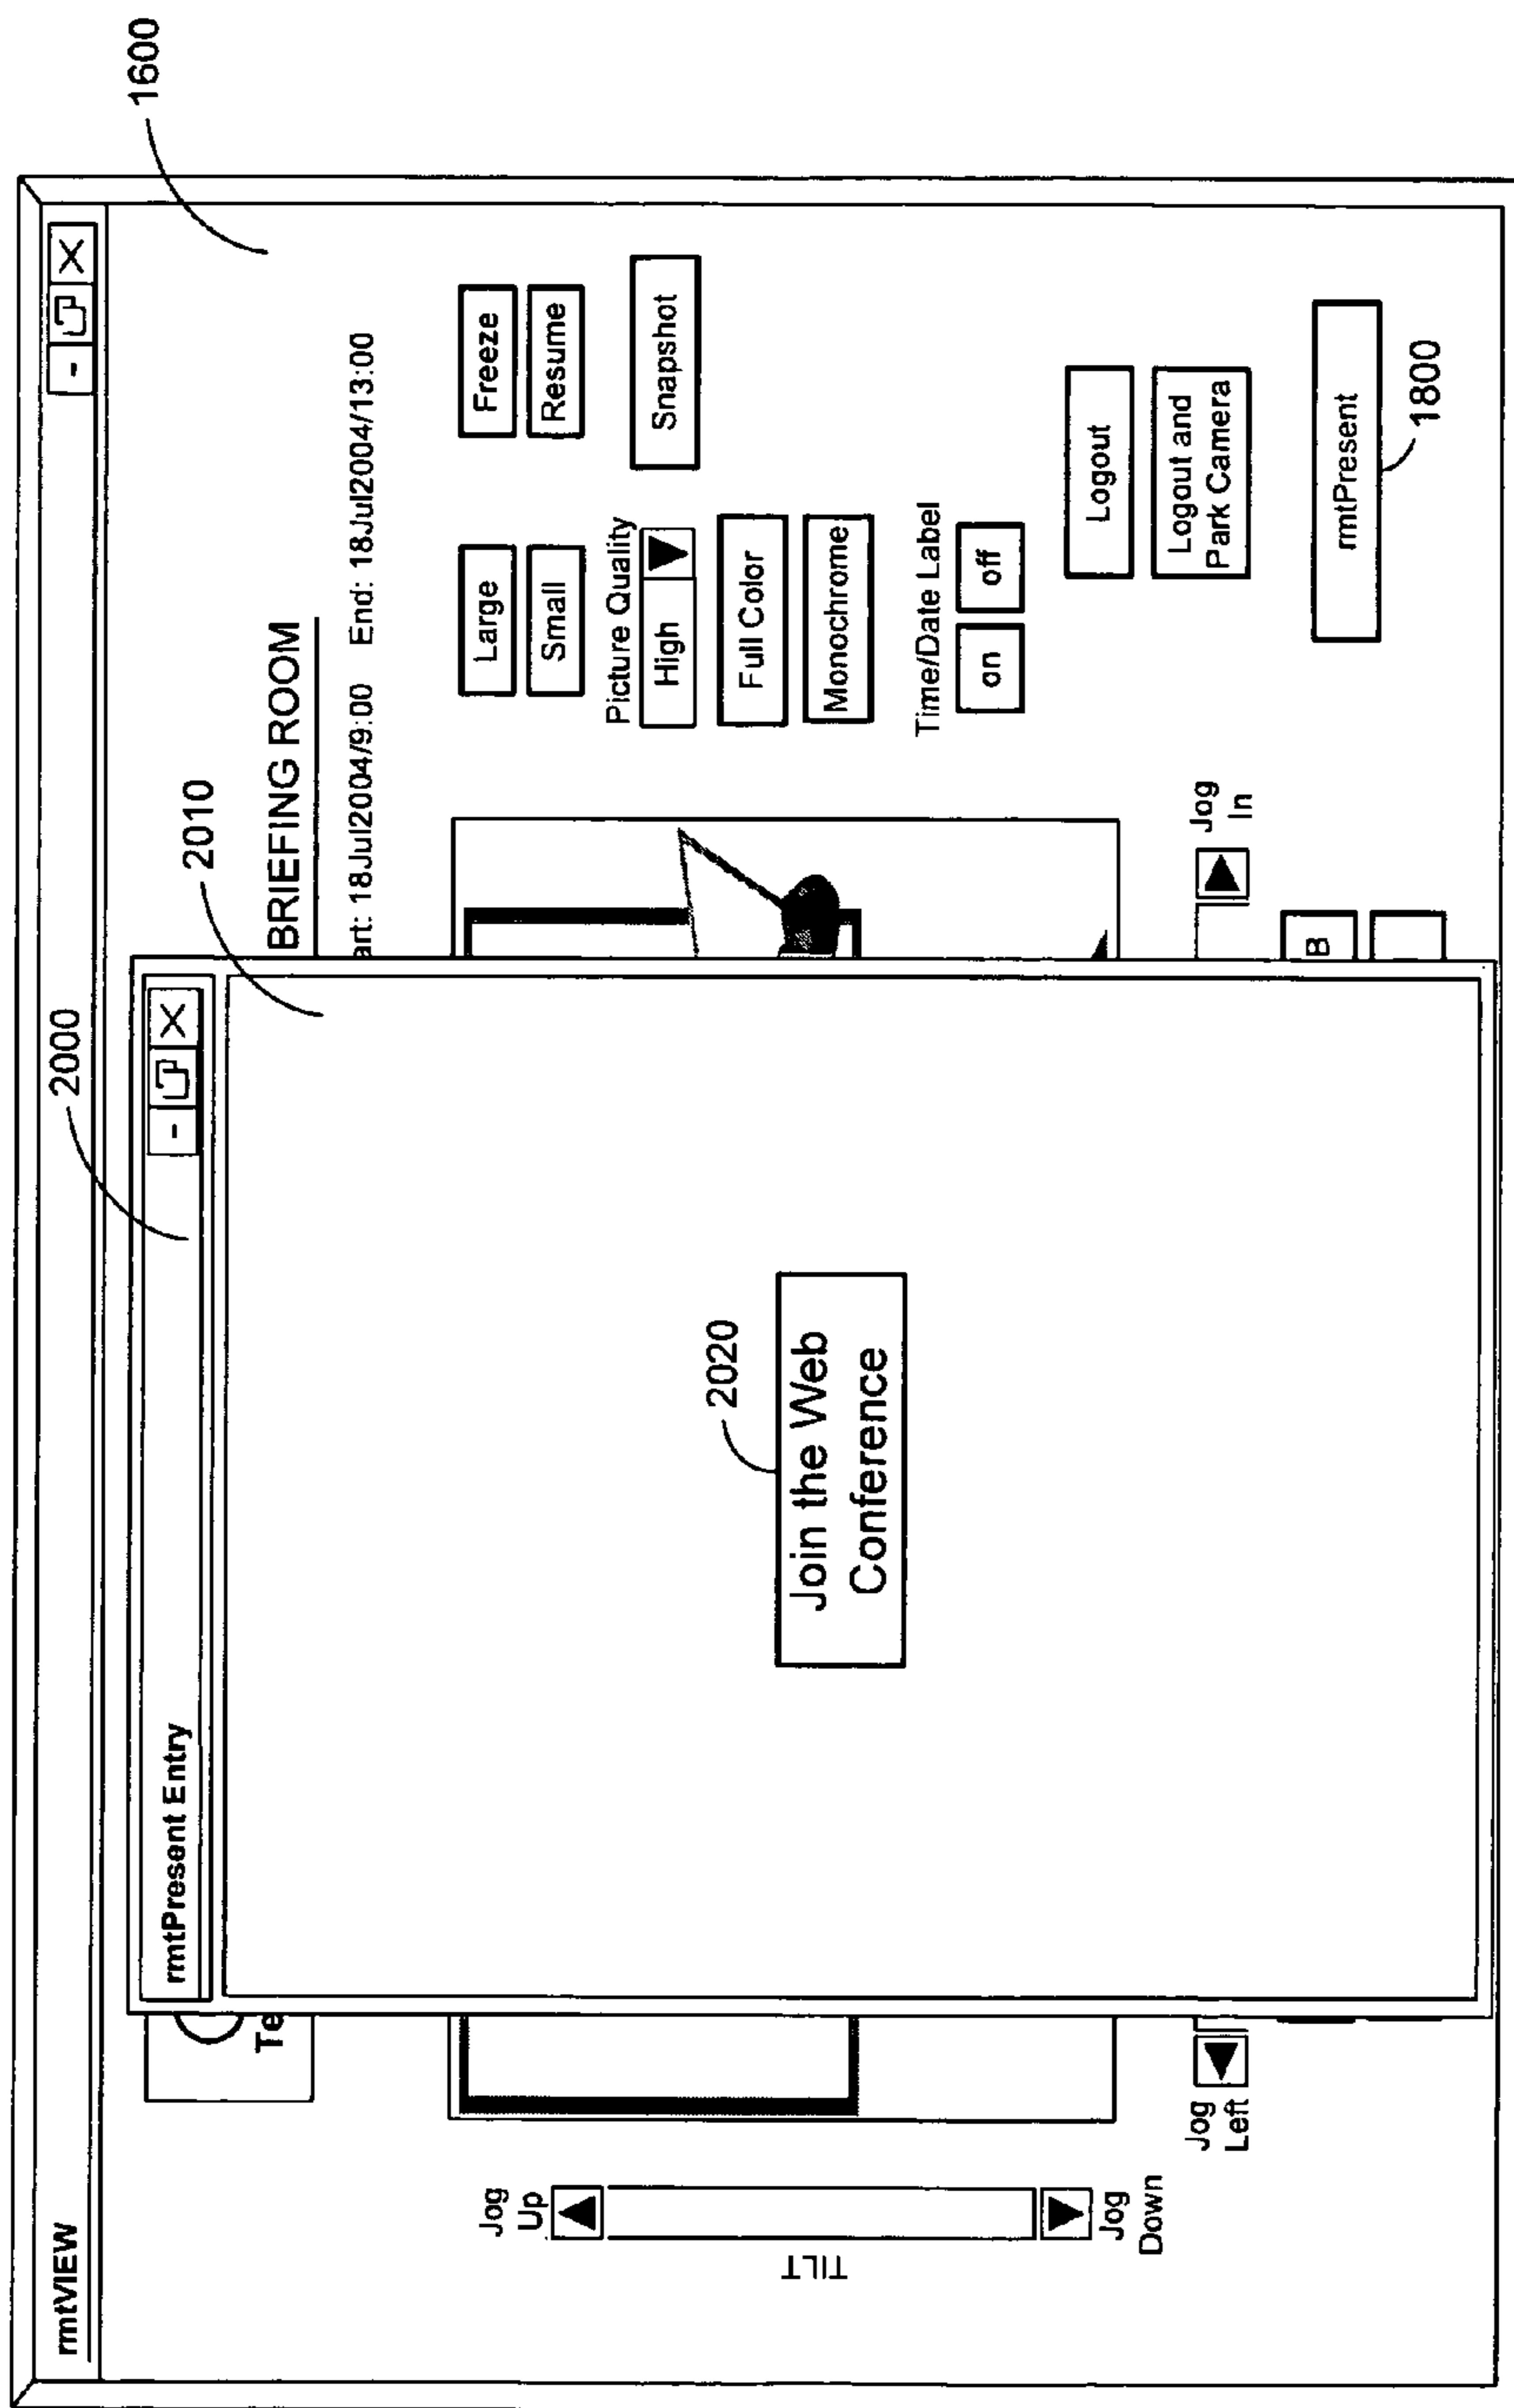 1600
rmtVIEW
2000
rmtPresent Entry
2010
BRIEFING ROOM
art: 18Jul2004/9:00 End: 18Jul2004/13:00
Te
Large
Small
Freeze
Resume
Picture Quality
High
Snapshot
Full Color
Monochrome
Time/Date Label
on
off
2020
Join the Web
Conference
Jog
Up
TILT
Jog
Down
Jog
Left
Jog
In
B
Logout
Logout and
Park Camera
rmtPresent
1800